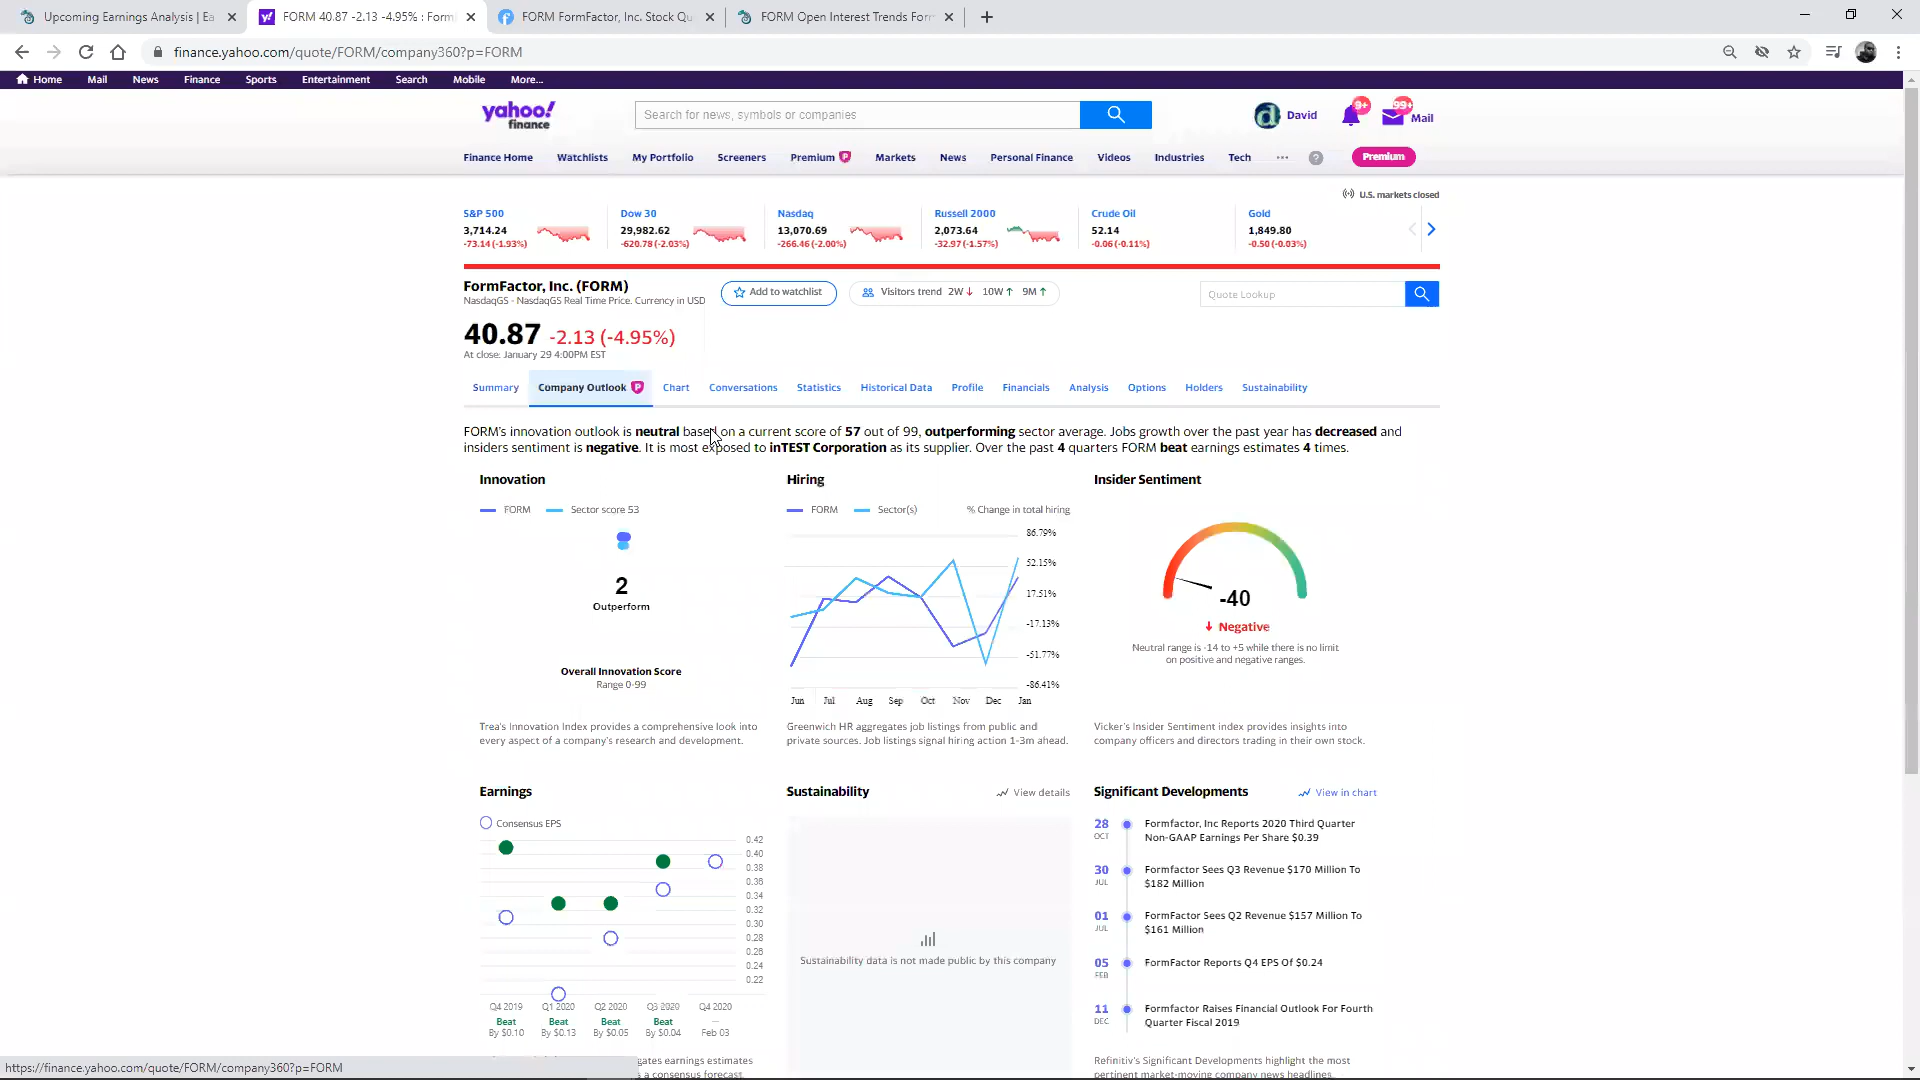 Upcoming Earnings Analysis | Ea
FORM 40.87 -2.13 -4.95% : Form
FORM FormFactor, Inc. Stock Qu
FORM Open Interest Trends Form
finance.yahoo.com/quote/FORM/company360?p=FORM
Home Mail News Finance Sports Entertainment Search Mobile More...
yahoo!
finance
Search for news, symbols or companies
David
9+
99+
Mail
Finance Home Watchlists My Portfolio Screeners Premium P Markets News Personal Finance Videos Industries Tech ... ? Premium
U.S. markets closed
S&P 500 Dow 30 Nasdaq Russell 2000 Crude Oil Gold
3,714.24 29,982.62 13,070.69 2,073.64 52.14 1,849.80
-73.14 (-1.93%) -620.78 (-2.03%) -266.46 (-2.00%) -32.97 (-1.57%) -0.06 (-0.11%) -0.50 (-0.03%)
FormFactor, Inc. (FORM)
NasdaqGS - NasdaqGS Real Time Price. Currency in USD
Add to watchlist
Visitors trend 2W 10W 9M
Quote Lookup
40.87 -2.13 (-4.95%)
At close: January 29 4:00PM EST
Summary Company Outlook P Chart Conversations Statistics Historical Data Profile Financials Analysis Options Holders Sustainability
FORM's innovation outlook is neutral based on a current score of 57 out of 99, outperforming sector average. Jobs growth over the past year has decreased and
insiders sentiment is negative. It is most exposed to inTEST Corporation as its supplier. Over the past 4 quarters FORM beat earnings estimates 4 times.
Innovation
FORM Sector score 53
2
Outperform
Overall Innovation Score
Range 0-99
Trea's Innovation Index provides a comprehensive look into
every aspect of a company's research and development.
Hiring
FORM Sector(s) % Change in total hiring
86.79%
52.15%
17.51%
-17.13%
-51.77%
-86.41%
Jun Jul Aug Sep Oct Nov Dec Jan
Greenwich HR aggregates job listings from public and
private sources. Job listings signal hiring action 1-3m ahead.
Insider Sentiment
-40
Negative
Neutral range is -14 to +5 while there is no limit
on positive and negative ranges.
Vicker's Insider Sentiment index provides insights into
company officers and directors trading in their own stock.
Earnings
Consensus EPS
0.42
0.40
0.38
0.36
0.34
0.32
0.30
0.28
0.26
0.24
0.22
Q4 2019 Q1 2020 Q2 2020 Q3 2020 Q4 2020
Beat Beat Beat Beat --
By $0.10 By $0.13 By $0.05 By $0.04 Feb 03
gates earnings estimates
s a consensus forecast.
Sustainability
View details
Sustainability data is not made public by this company
Significant Developments
View in chart
28 OCT
Formfactor, Inc Reports 2020 Third Quarter
Non-GAAP Earnings Per Share $0.39
30 JUL
Formfactor Sees Q3 Revenue $170 Million To
$182 Million
01 JUL
FormFactor Sees Q2 Revenue $157 Million To
$161 Million
05 FEB
FormFactor Reports Q4 EPS Of $0.24
11 DEC
Formfactor Raises Financial Outlook For Fourth
Quarter Fiscal 2019
Refinitiv's Significant Developments highlight the most
pertinent market-moving company news headlines.
https://finance.yahoo.com/quote/FORM/company360?p=FORM